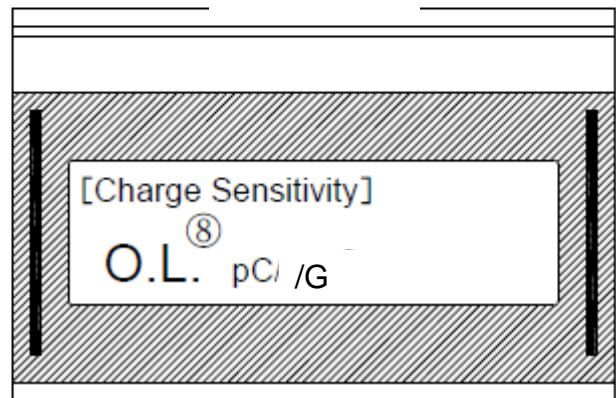 [Charge Sensitivity]
⑧
O.L. pC/ /G